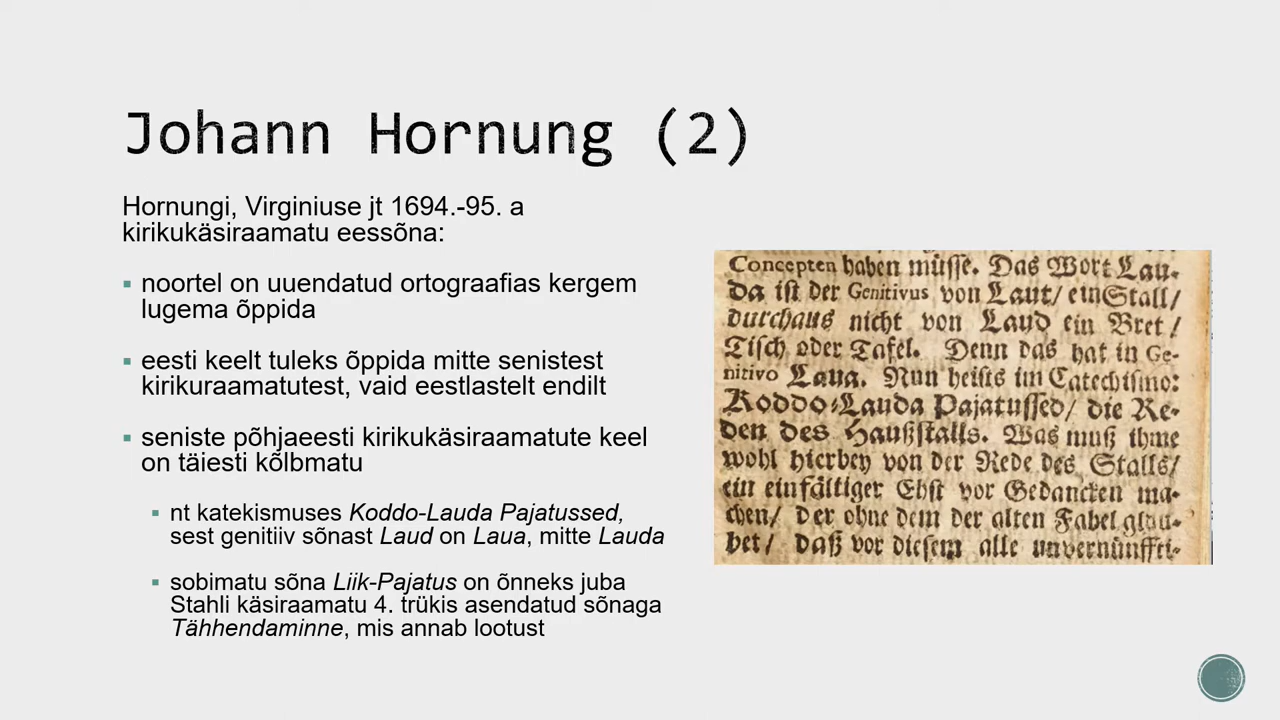 Johann Hornung (2)
Hornungi, Virginiuse jt 1694.-95. a
kirikukäsiraamatu eessõna:
▪ noortel on uuendatud ortograafias kergem
lugema õppida
▪ eesti keelt tuleks õppida mitte senistest
kirikuraamatutest, vaid eestlastelt endilt
▪ seniste põhjaeesti kirikukäsiraamatute keel
on täiesti kõlbmatu
▪ nt katekismuses Koddo-Lauda Pajatussed,
sest genitiiv sõnast Laud on Laua, mitte Lauda
▪ sobimatu sõna Liik-Pajatus on õnneks juba
Stahli käsiraamatu 4. trükis asendatud sõnaga
Tähhendaminne, mis annab lootust
Concepten haben müsse. Das Wort Lau-
da ist der Genitivus von Laut/ ein Stall/
durchaus nicht von Laud ein Bret/
Tisch oder Tafel. Denn das hat in Ge-
nitivo Laua. Nun heists im Catechismo:
Koddo-Lauda Pajatussed/ die Re-
den des Haußstalls. Was muß ihme
wohl hierbey von der Rede des Stalls/
ein einfältiger Ehst vor Gedancken ma-
chen/ der ohne dem der alten Fabel glau-
bet/ daß vor diesem alle unvernünffti-